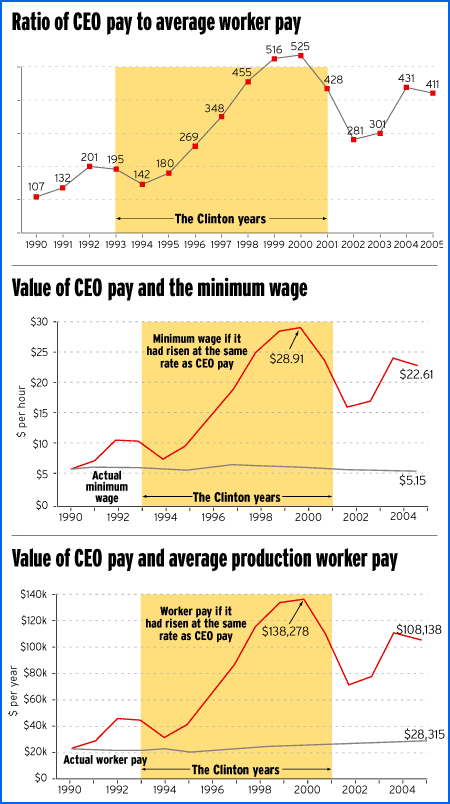 Ratio of CEO pay to average worker pay
107
132
201
195
142
180
269
348
455
516
525
428
281
301
431
411
The Clinton years
1990 1991 1992 1993 1994 1995 1996 1997 1998 1999 2000 2001 2002 2003 2004 2005
Value of CEO pay and the minimum wage
$ per hour
$30
$25
$20
$15
$10
$5
$0
Minimum wage if it
had risen at the same
rate as CEO pay
$28.91
$22.61
Actual
minimum
wage
$5.15
The Clinton years
1990 1992 1994 1996 1998 2000 2002 2004
Value of CEO pay and average production worker pay
$ per year
$140k
$120k
$100k
$80k
$60k
$40k
$20k
$0
Worker pay if it
had risen at the same
rate as CEO pay
$138,278
$108,138
$28,315
Actual worker pay
The Clinton years
1990 1992 1994 1996 1998 2000 2002 2004